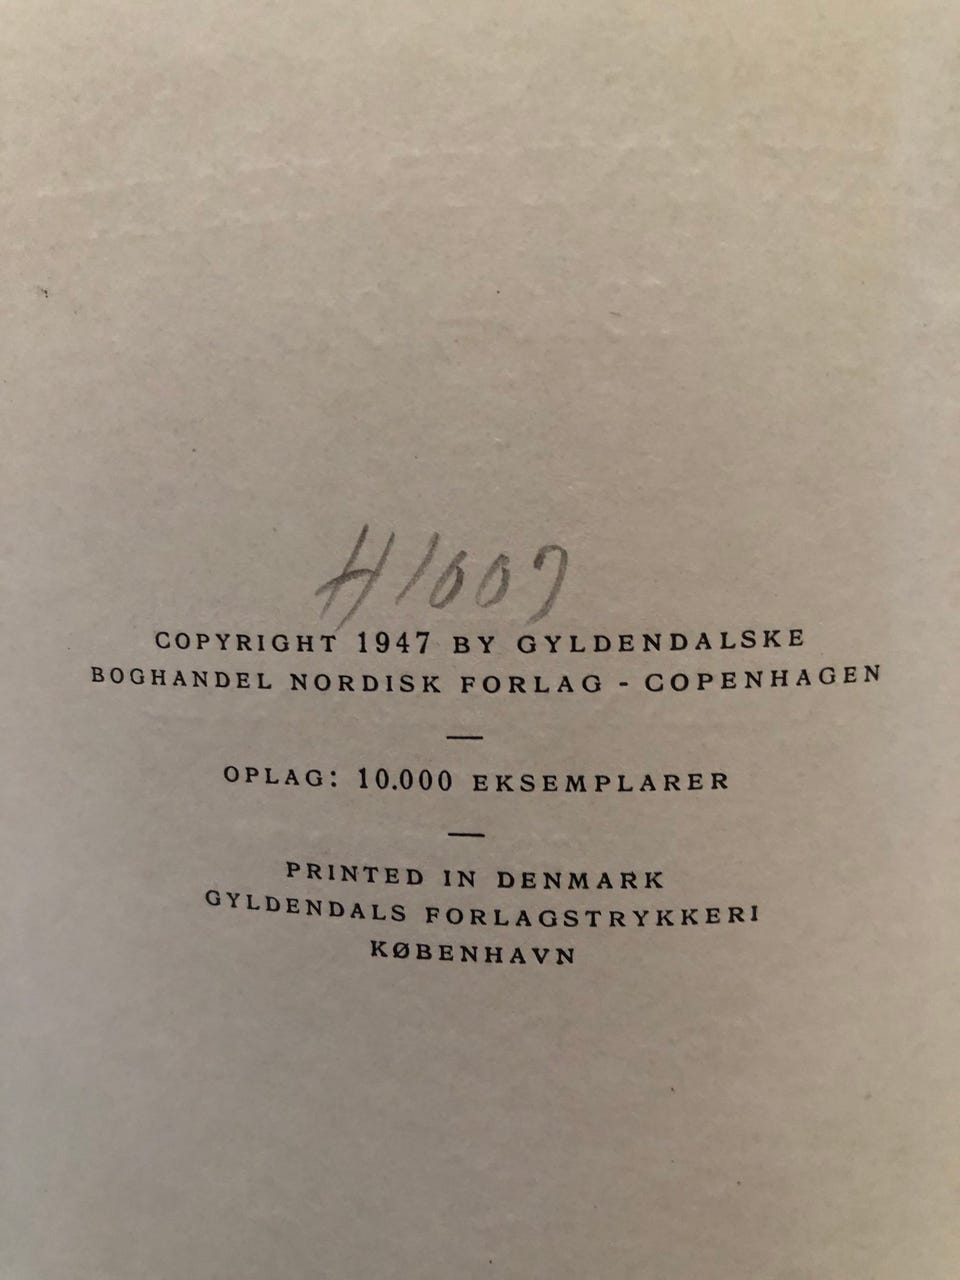 H1007
COPYRIGHT 1947 BY GYLDENDALSKE
BOGHANDEL NORDISK FORLAG - COPENHAGEN
OPLAG: 10.000 EKSEMPLARER
PRINTED IN DENMARK
GYLDENDALS FORLAGSTRYKKERI
KØBENHAVN